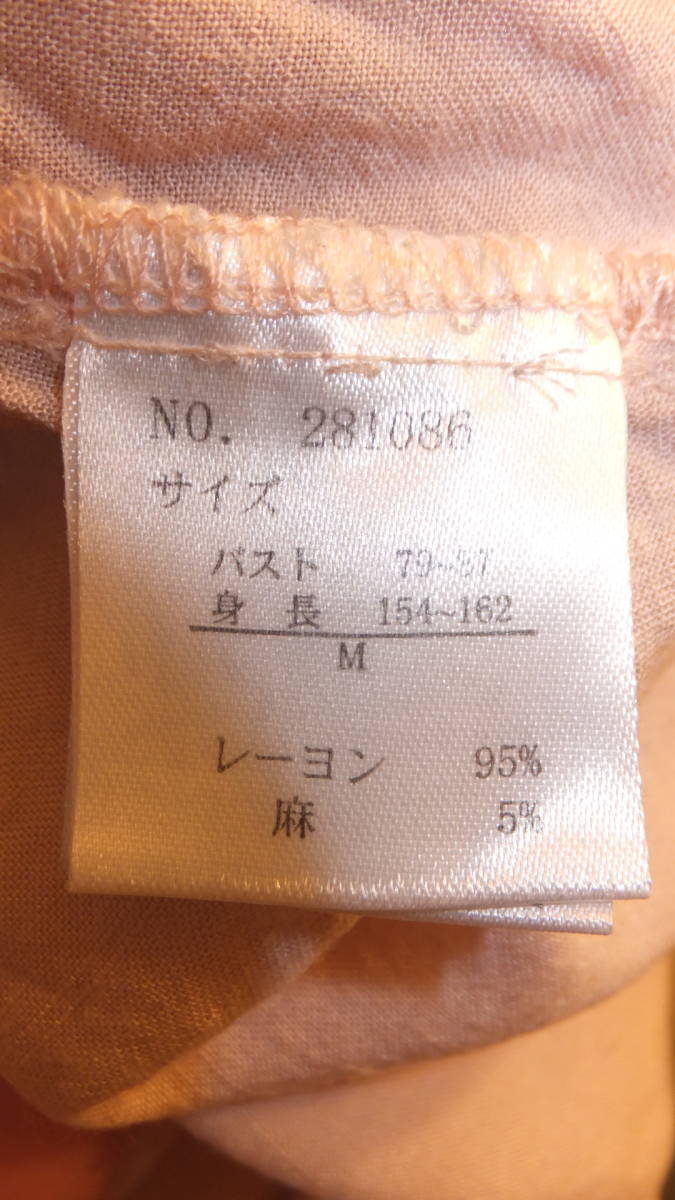 NO. 281086
サイズ
バスト 79~87
身 長 154~162
M
レーヨン 95%
麻 5%